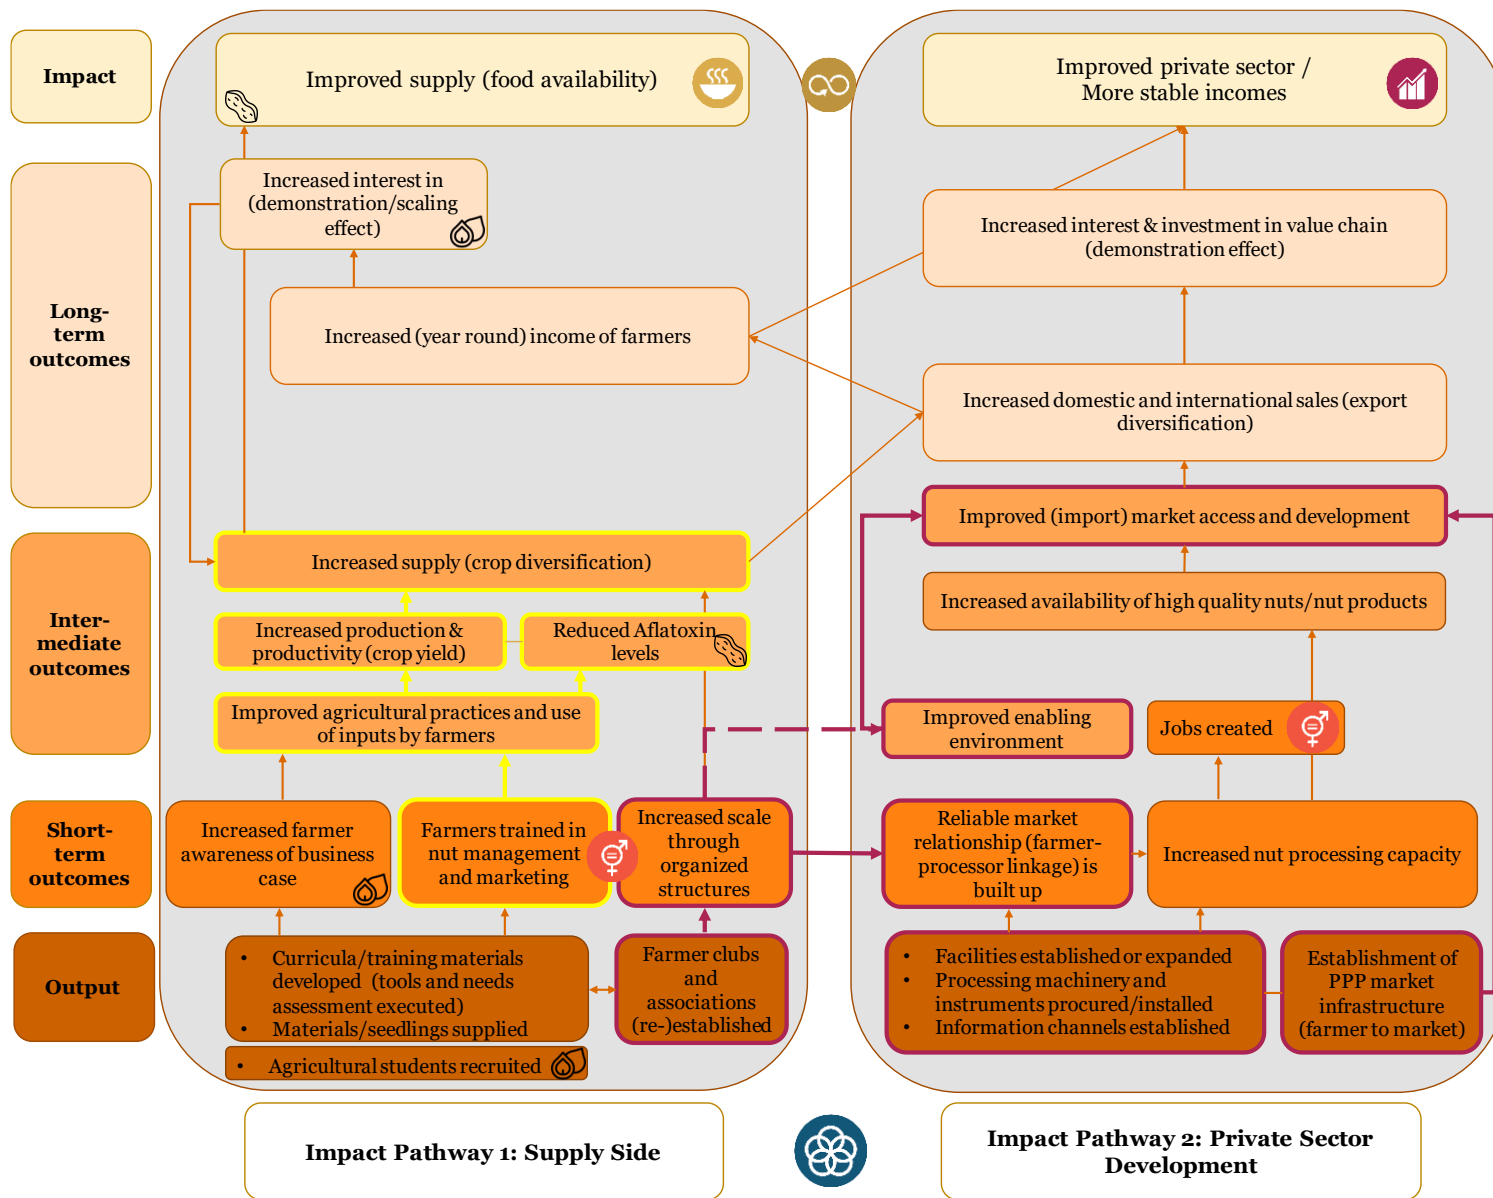 Impact
Improved supply (food availability)
Improved private sector /
More stable incomes
Long-
term
outcomes
Increased interest in
(demonstration/scaling
effect)
Increased (year round) income of farmers
Increased interest & investment in value chain
(demonstration effect)
Increased domestic and international sales (export
diversification)
Inter-
mediate
outcomes
Increased supply (crop diversification)
Increased production &
productivity (crop yield)
Reduced Aflatoxin
levels
Improved agricultural practices and use
of inputs by farmers
Improved (import) market access and development
Increased availability of high quality nuts/nut products
Improved enabling
environment
Jobs created
Short-
term
outcomes
Increased farmer
awareness of business
case
Farmers trained in
nut management
and marketing
Increased scale
through
organized
structures
Reliable market
relationship (farmer-
processor linkage) is
built up
Increased nut processing capacity
Output
• Curricula/training materials
developed (tools and needs
assessment executed)
• Materials/seedlings supplied
• Agricultural students recruited
Farmer clubs
and
associations
(re-)established
• Facilities established or expanded
• Processing machinery and
instruments procured/installed
• Information channels established
Establishment of
PPP market
infrastructure
(farmer to market)
Impact Pathway 1: Supply Side
Impact Pathway 2: Private Sector
Development